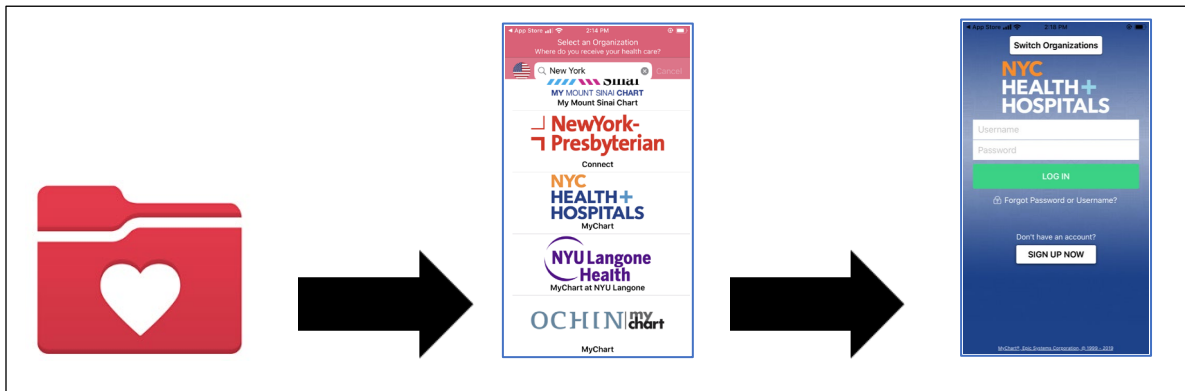 App Store 2:14 PM
Select an Organization
Where do you receive your health care?
New York
Cancel
Sinai
MY MOUNT SINAI CHART
My Mount Sinai Chart
NewYork-
Presbyterian
Connect
NYC
HEALTH+
HOSPITALS
MyChart
NYU Langone
Health
MyChart at NYU Langone
OCHIN mychart
MyChart
App Store 2:15 PM
Switch Organizations
NYC
HEALTH+
HOSPITALS
Username
Password
LOG IN
Forgot Password or Username?
Don't have an account?
SIGN UP NOW
MyChart®, Epic Systems Corporation, © 1999 - 2019